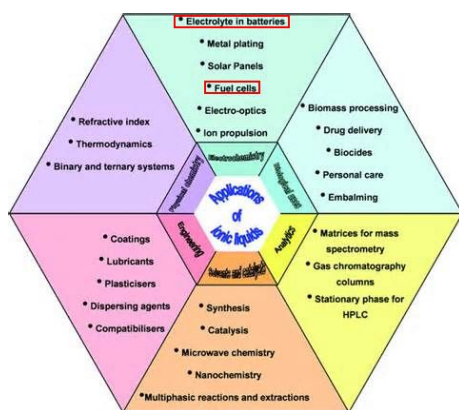 Electrolyte in batteries
Metal plating
Solar Panels
Fuel cells
Electro-optics
Ion propulsion
Electrochemistry
Refractive index
Thermodynamics
Binary and ternary systems
Physical chemistry
Biomass processing
Drug delivery
Biocides
Personal care
Embalming
Biological uses
Applications
of
ionic liquids
Coatings
Lubricants
Plasticisers
Dispersing agents
Compatibilisers
Engineering
Matrices for mass
spectrometry
Gas chromatography
columns
Stationary phase for
HPLC
Analytics
Solvents and catalysts
Synthesis
Catalysis
Microwave chemistry
Nanochemistry
Multiphasic reactions and extractions